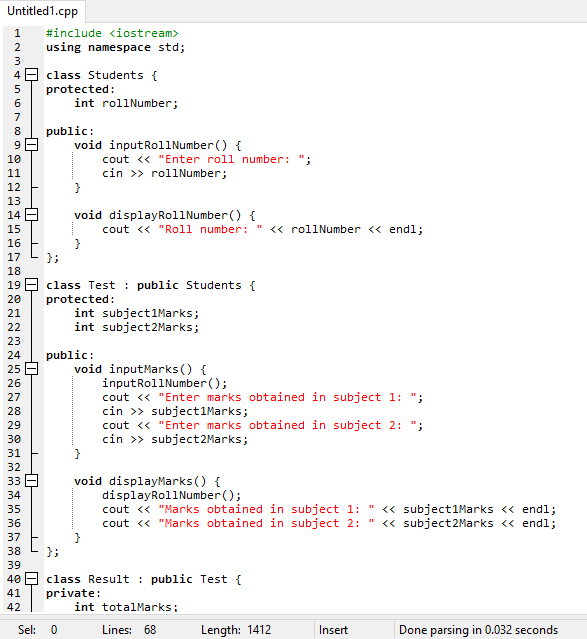 Untitled1.cpp
1 #include <iostream>
2 using namespace std;
3
4 class Students {
5 protected:
6 int rollNumber;
7
8 public:
9 void inputRollNumber() {
10 cout << "Enter roll number: ";
11 cin >> rollNumber;
12 }
13
14 void displayRollNumber() {
15 cout << "Roll number: " << rollNumber << endl;
16 }
17 };
18
19 class Test : public Students {
20 protected:
21 int subject1Marks;
22 int subject2Marks;
23
24 public:
25 void inputMarks() {
26 inputRollNumber();
27 cout << "Enter marks obtained in subject 1: ";
28 cin >> subject1Marks;
29 cout << "Enter marks obtained in subject 2: ";
30 cin >> subject2Marks;
31 }
32
33 void displayMarks() {
34 displayRollNumber();
35 cout << "Marks obtained in subject 1: " << subject1Marks << endl;
36 cout << "Marks obtained in subject 2: " << subject2Marks << endl;
37 }
38 };
39
40 class Result : public Test {
41 private:
42 int totalMarks;
Sel: 0 Lines: 68 Length: 1412 Insert Done parsing in 0.032 seconds